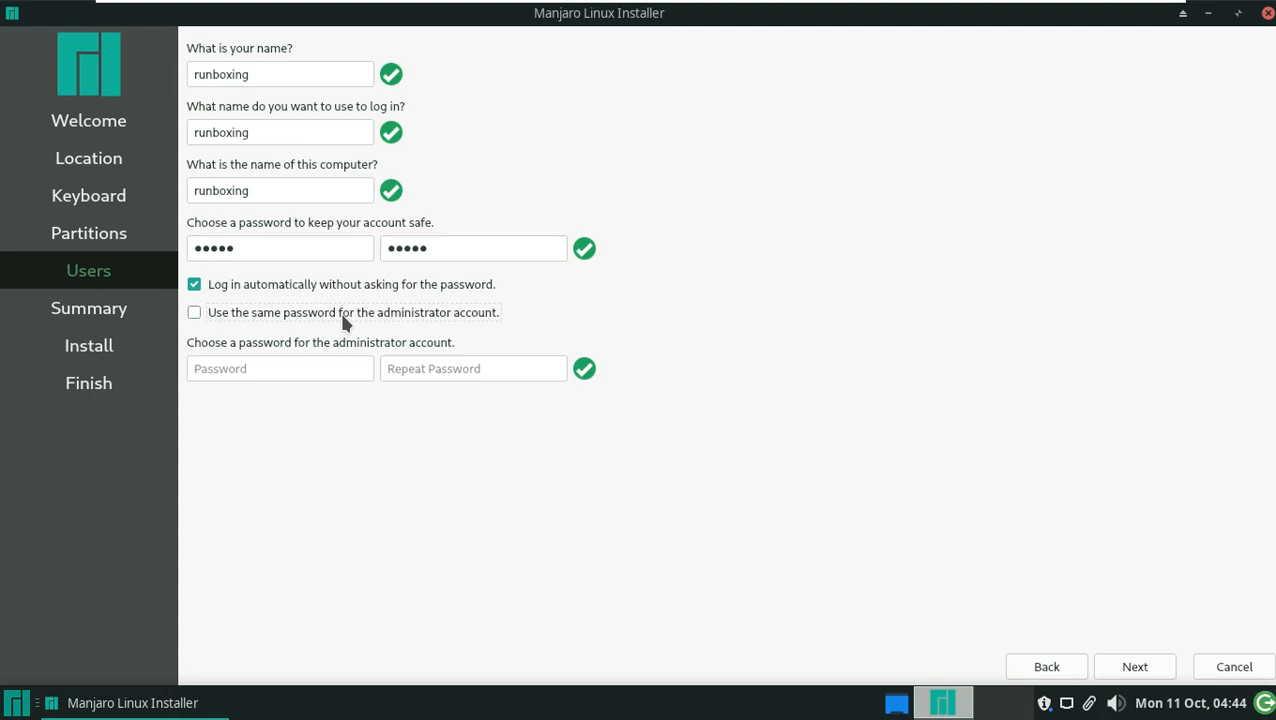 Manjaro Linux Installer
Welcome
Location
Keyboard
Partitions
Users
Summary
Install
Finish
What is your name?
runboxing
What name do you want to use to log in?
runboxing
What is the name of this computer?
runboxing
Choose a password to keep your account safe.
●●●●● ●●●●●
Log in automatically without asking for the password.
Use the same password for the administrator account.
Choose a password for the administrator account.
Password Repeat Password
Back Next Cancel
Manjaro Linux Installer Mon 11 Oct, 04:44